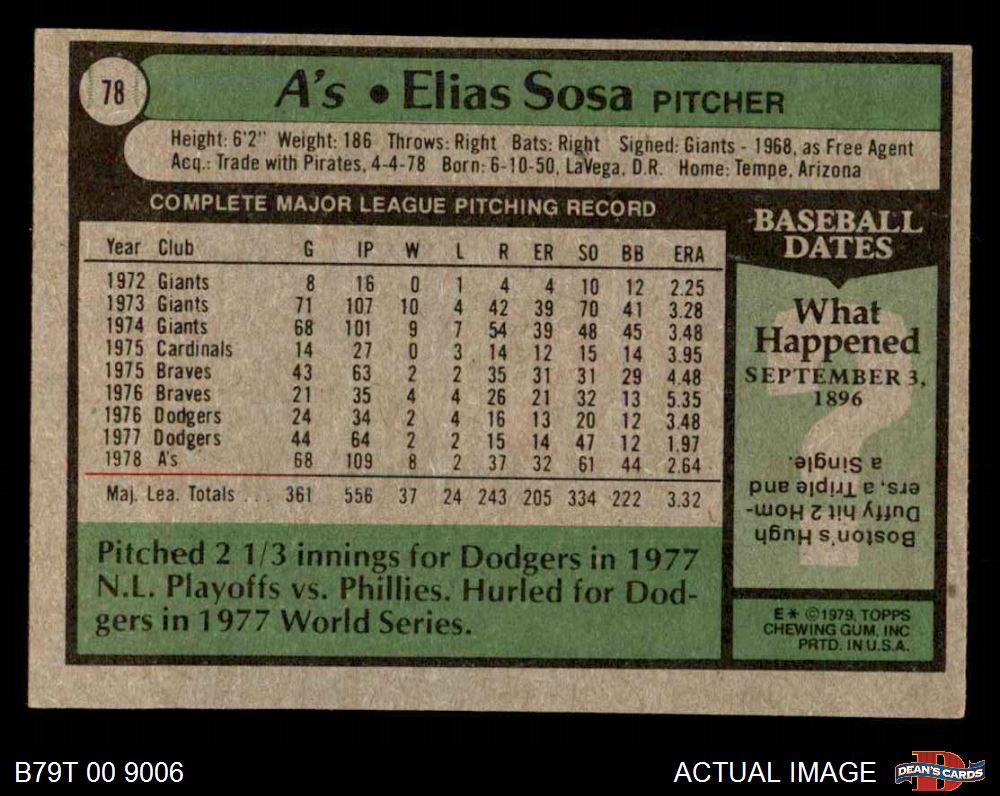 78
A's • Elias Sosa PITCHER
Height: 6'2" Weight: 186 Throws: Right Bats: Right Signed: Giants - 1968, as Free Agent
Acq.: Trade with Pirates, 4-4-78 Born: 6-10-50, LaVega, D.R. Home: Tempe, Arizona
COMPLETE MAJOR LEAGUE PITCHING RECORD
Year Club G IP W L R ER SO BB ERA
1972 Giants 8 16 0 1 4 4 10 12 2.25
1973 Giants 71 107 10 4 42 39 70 41 3.28
1974 Giants 68 101 9 7 54 39 48 45 3.48
1975 Cardinals 14 27 0 3 14 12 15 14 3.95
1975 Braves 43 63 2 2 35 31 31 29 4.48
1976 Braves 21 35 4 4 26 21 32 13 5.35
1976 Dodgers 24 34 2 4 16 13 20 12 3.48
1977 Dodgers 44 64 2 2 15 14 47 12 1.97
1978 A's 68 109 8 2 37 32 61 44 2.64
Maj. Lea. Totals ... 361 556 37 24 243 205 334 222 3.32
Pitched 2 1/3 innings for Dodgers in 1977
N.L. Playoffs vs. Phillies. Hurled for Dod-
gers in 1977 World Series.
BASEBALL
DATES
What
Happened
SEPTEMBER 3,
1896
?
Boston's Hugh
Duffy hit 2 Hom-
ers, a Triple and
a Single.
E* ©1979, TOPPS
CHEWING GUM, INC
PRTD. IN U.S.A.
B79T 00 9006
ACTUAL IMAGE
D
DEAN'S CARDS